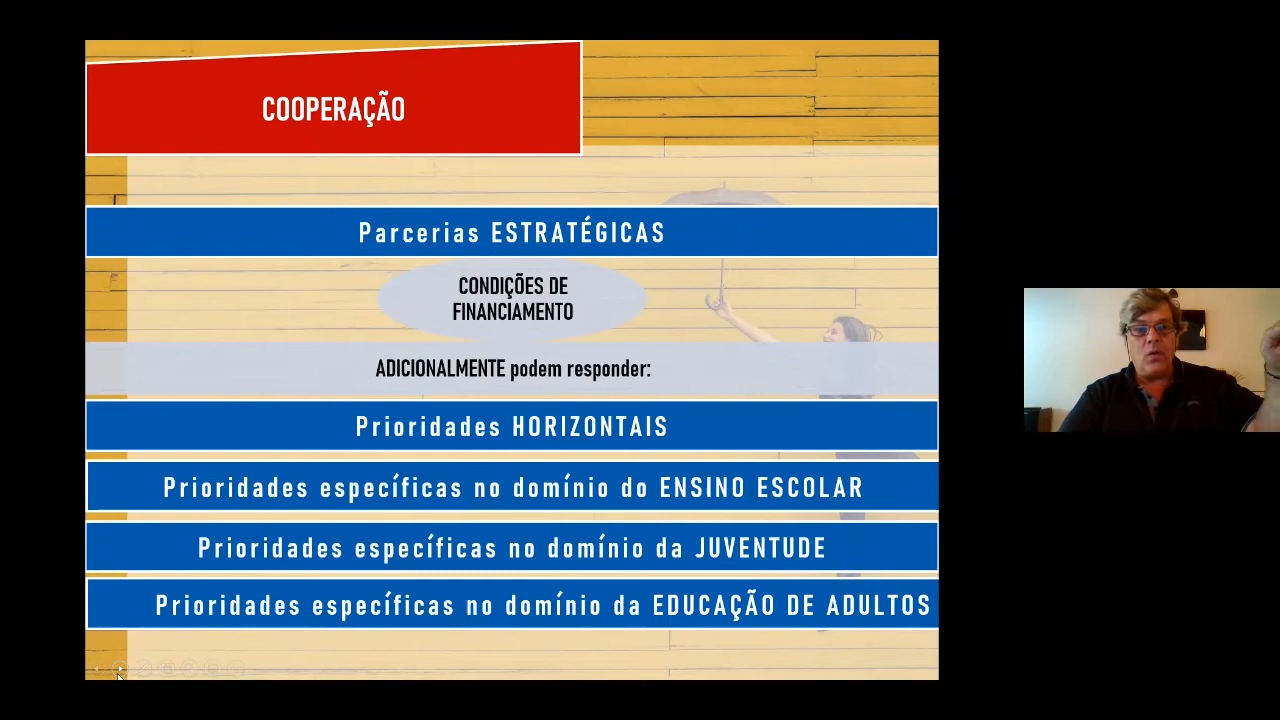 COOPERAÇÃO
Parcerias ESTRATÉGICAS
CONDIÇÕES DE
FINANCIAMENTO
ADICIONALMENTE podem responder:
Prioridades HORIZONTAIS
Prioridades específicas no domínio do ENSINO ESCOLAR
Prioridades específicas no domínio da JUVENTUDE
Prioridades específicas no domínio da EDUCAÇÃO DE ADULTOS